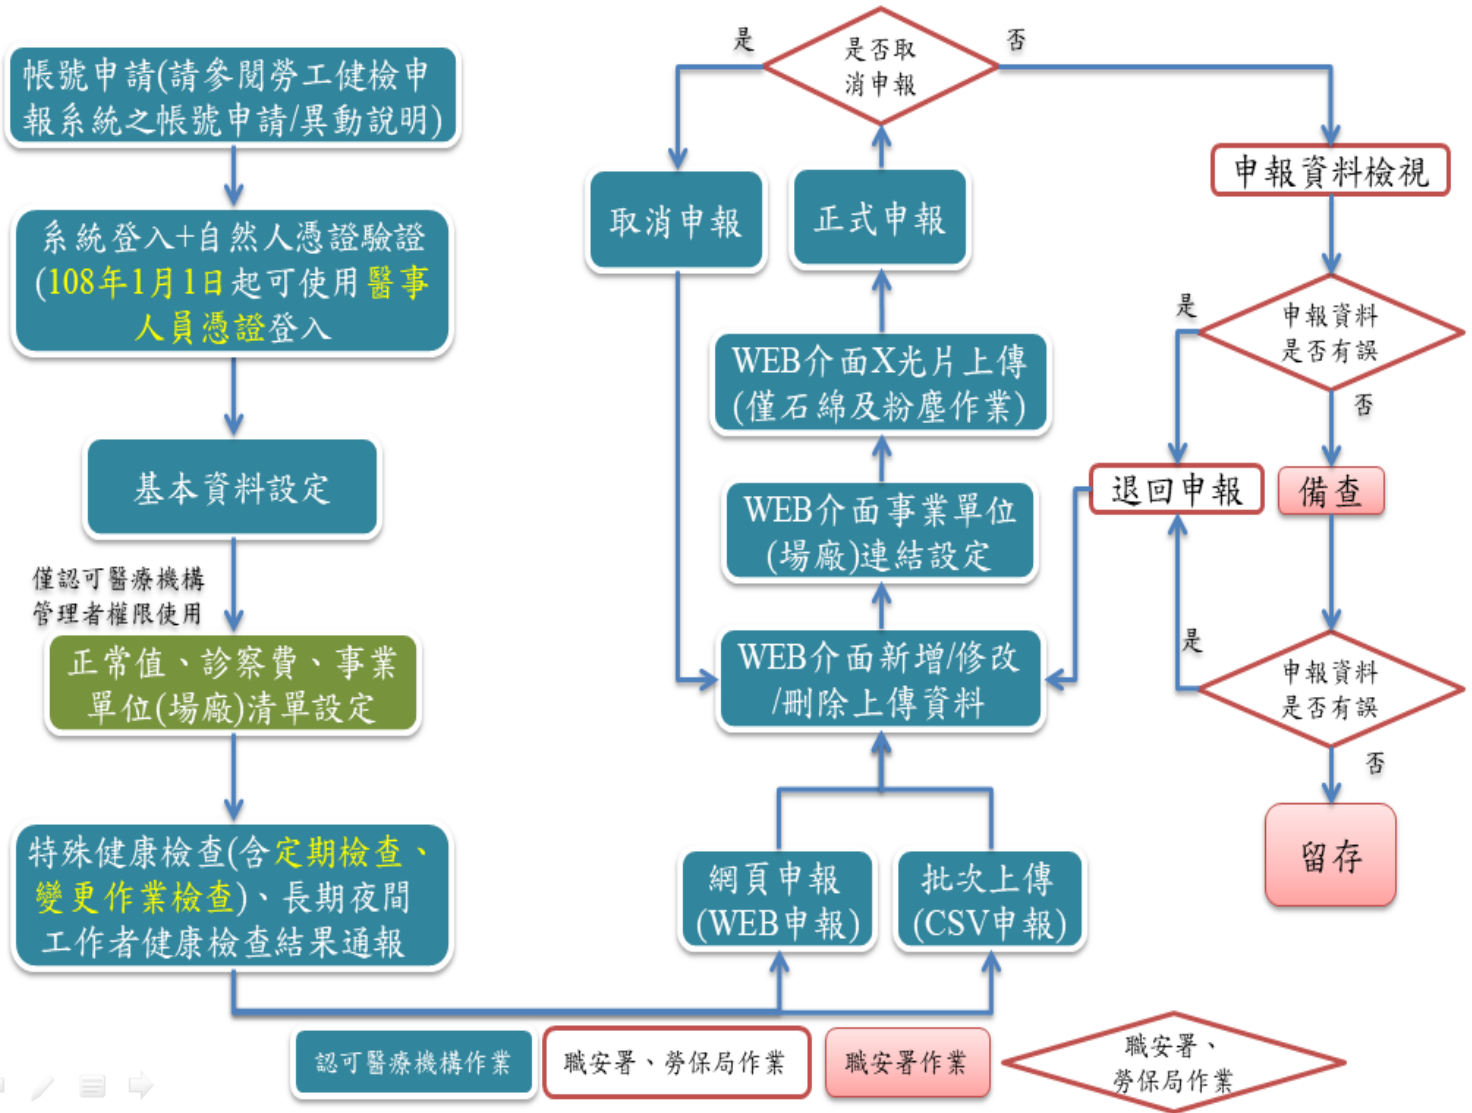 帳號申請(請參閱勞工健檢申
報系統之帳號申請/異動說明)
系統登入+自然人憑證驗證
(108年1月1日起可使用醫事
人員憑證登入
基本資料設定
僅認可醫療機構
管理者權限使用
正常值、診察費、事業
單位(場廠)清單設定
特殊健康檢查(含定期檢查、
變更作業檢查)、長期夜間
工作者健康檢查結果通報
網頁申報
(WEB申報)
批次上傳
(CSV申報)
WEB介面新增/修改
/刪除上傳資料
WEB介面事業單位
(場廠)連結設定
WEB介面X光片上傳
(僅石綿及粉塵作業)
正式申報
是否取
消申報
是
否
取消申報
申報資料檢視
申報資料
是否有誤
是
否
退回申報
備查
申報資料
是否有誤
是
否
留存
認可醫療機構作業
職安署、勞保局作業
職安署作業
職安署、
勞保局作業